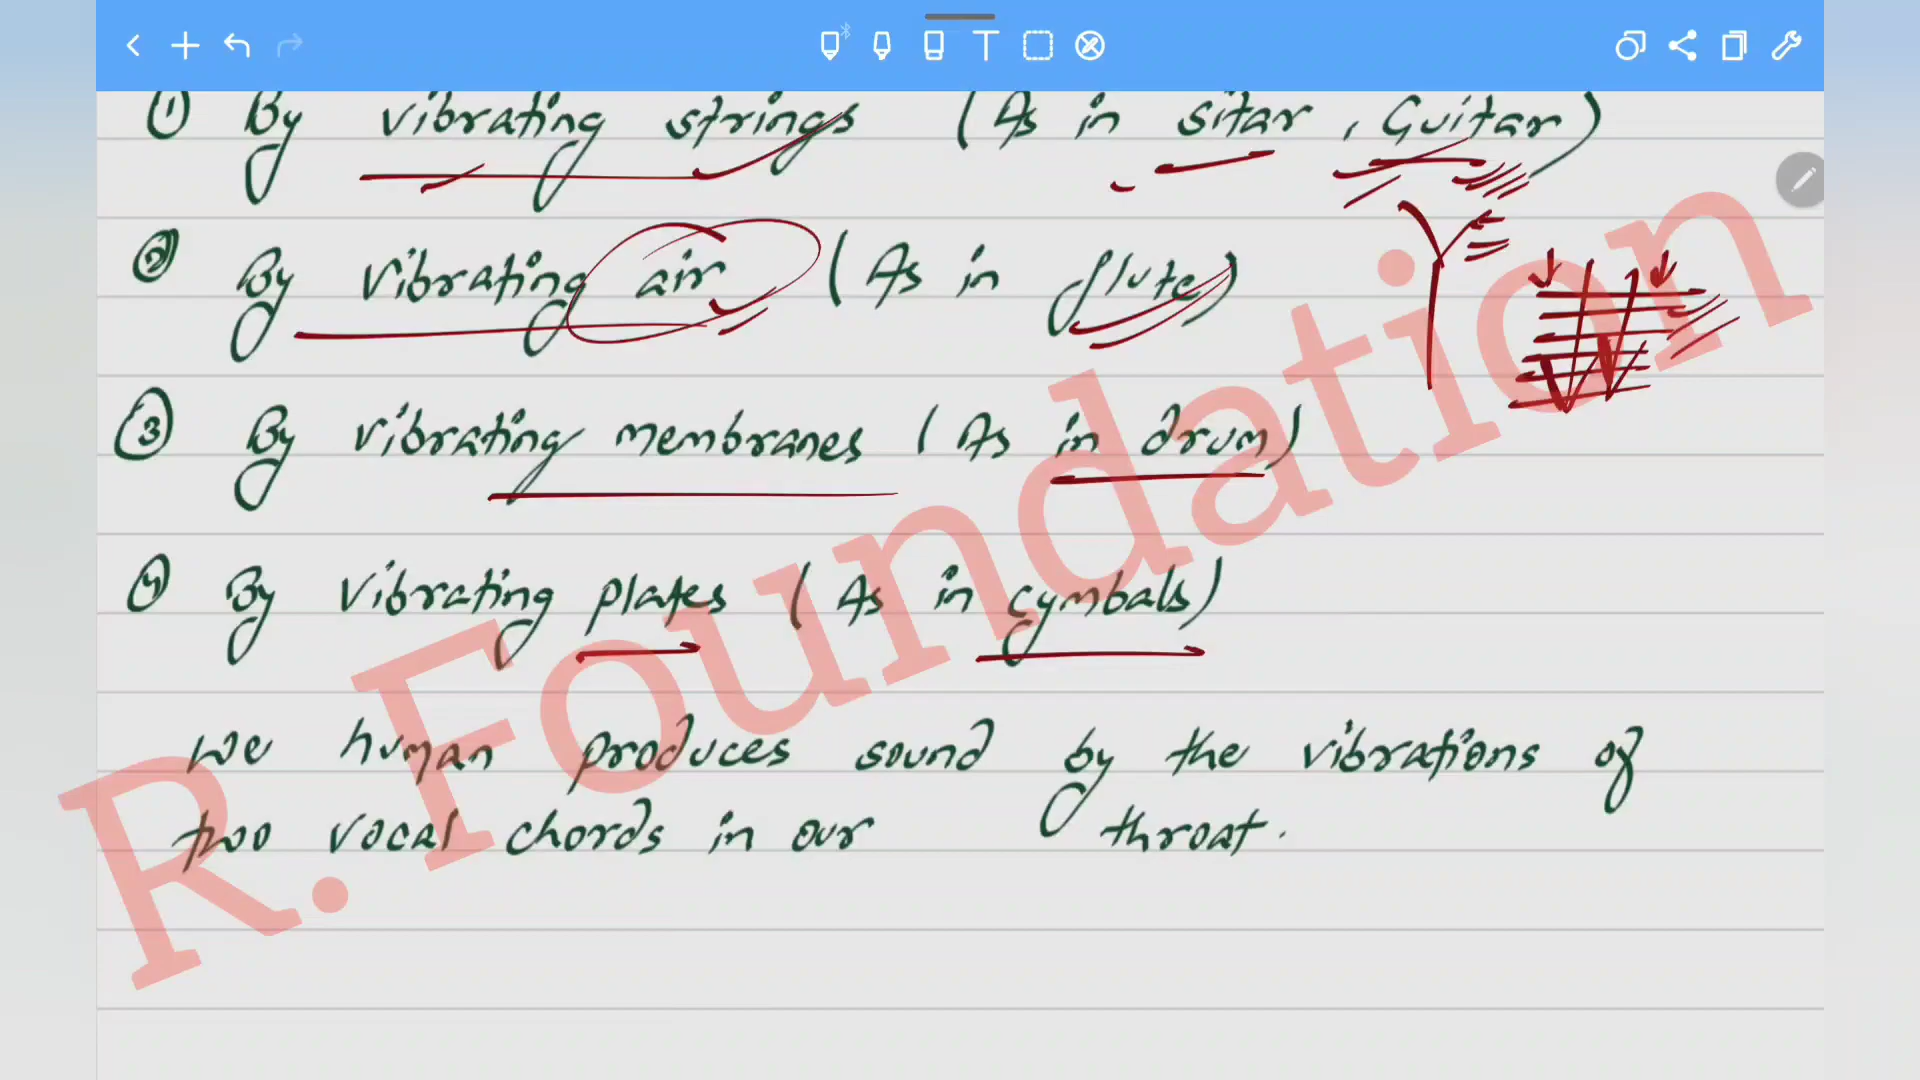 ① By vibrating strings (As in sitar, Guitar)
② By vibrating air (As in flute)
③ By vibrating membranes (As in drum)
④ By vibrating plates (As in cymbals)
we human produces sound by the vibrations of
two vocal chords in our throat.
R. Foundation